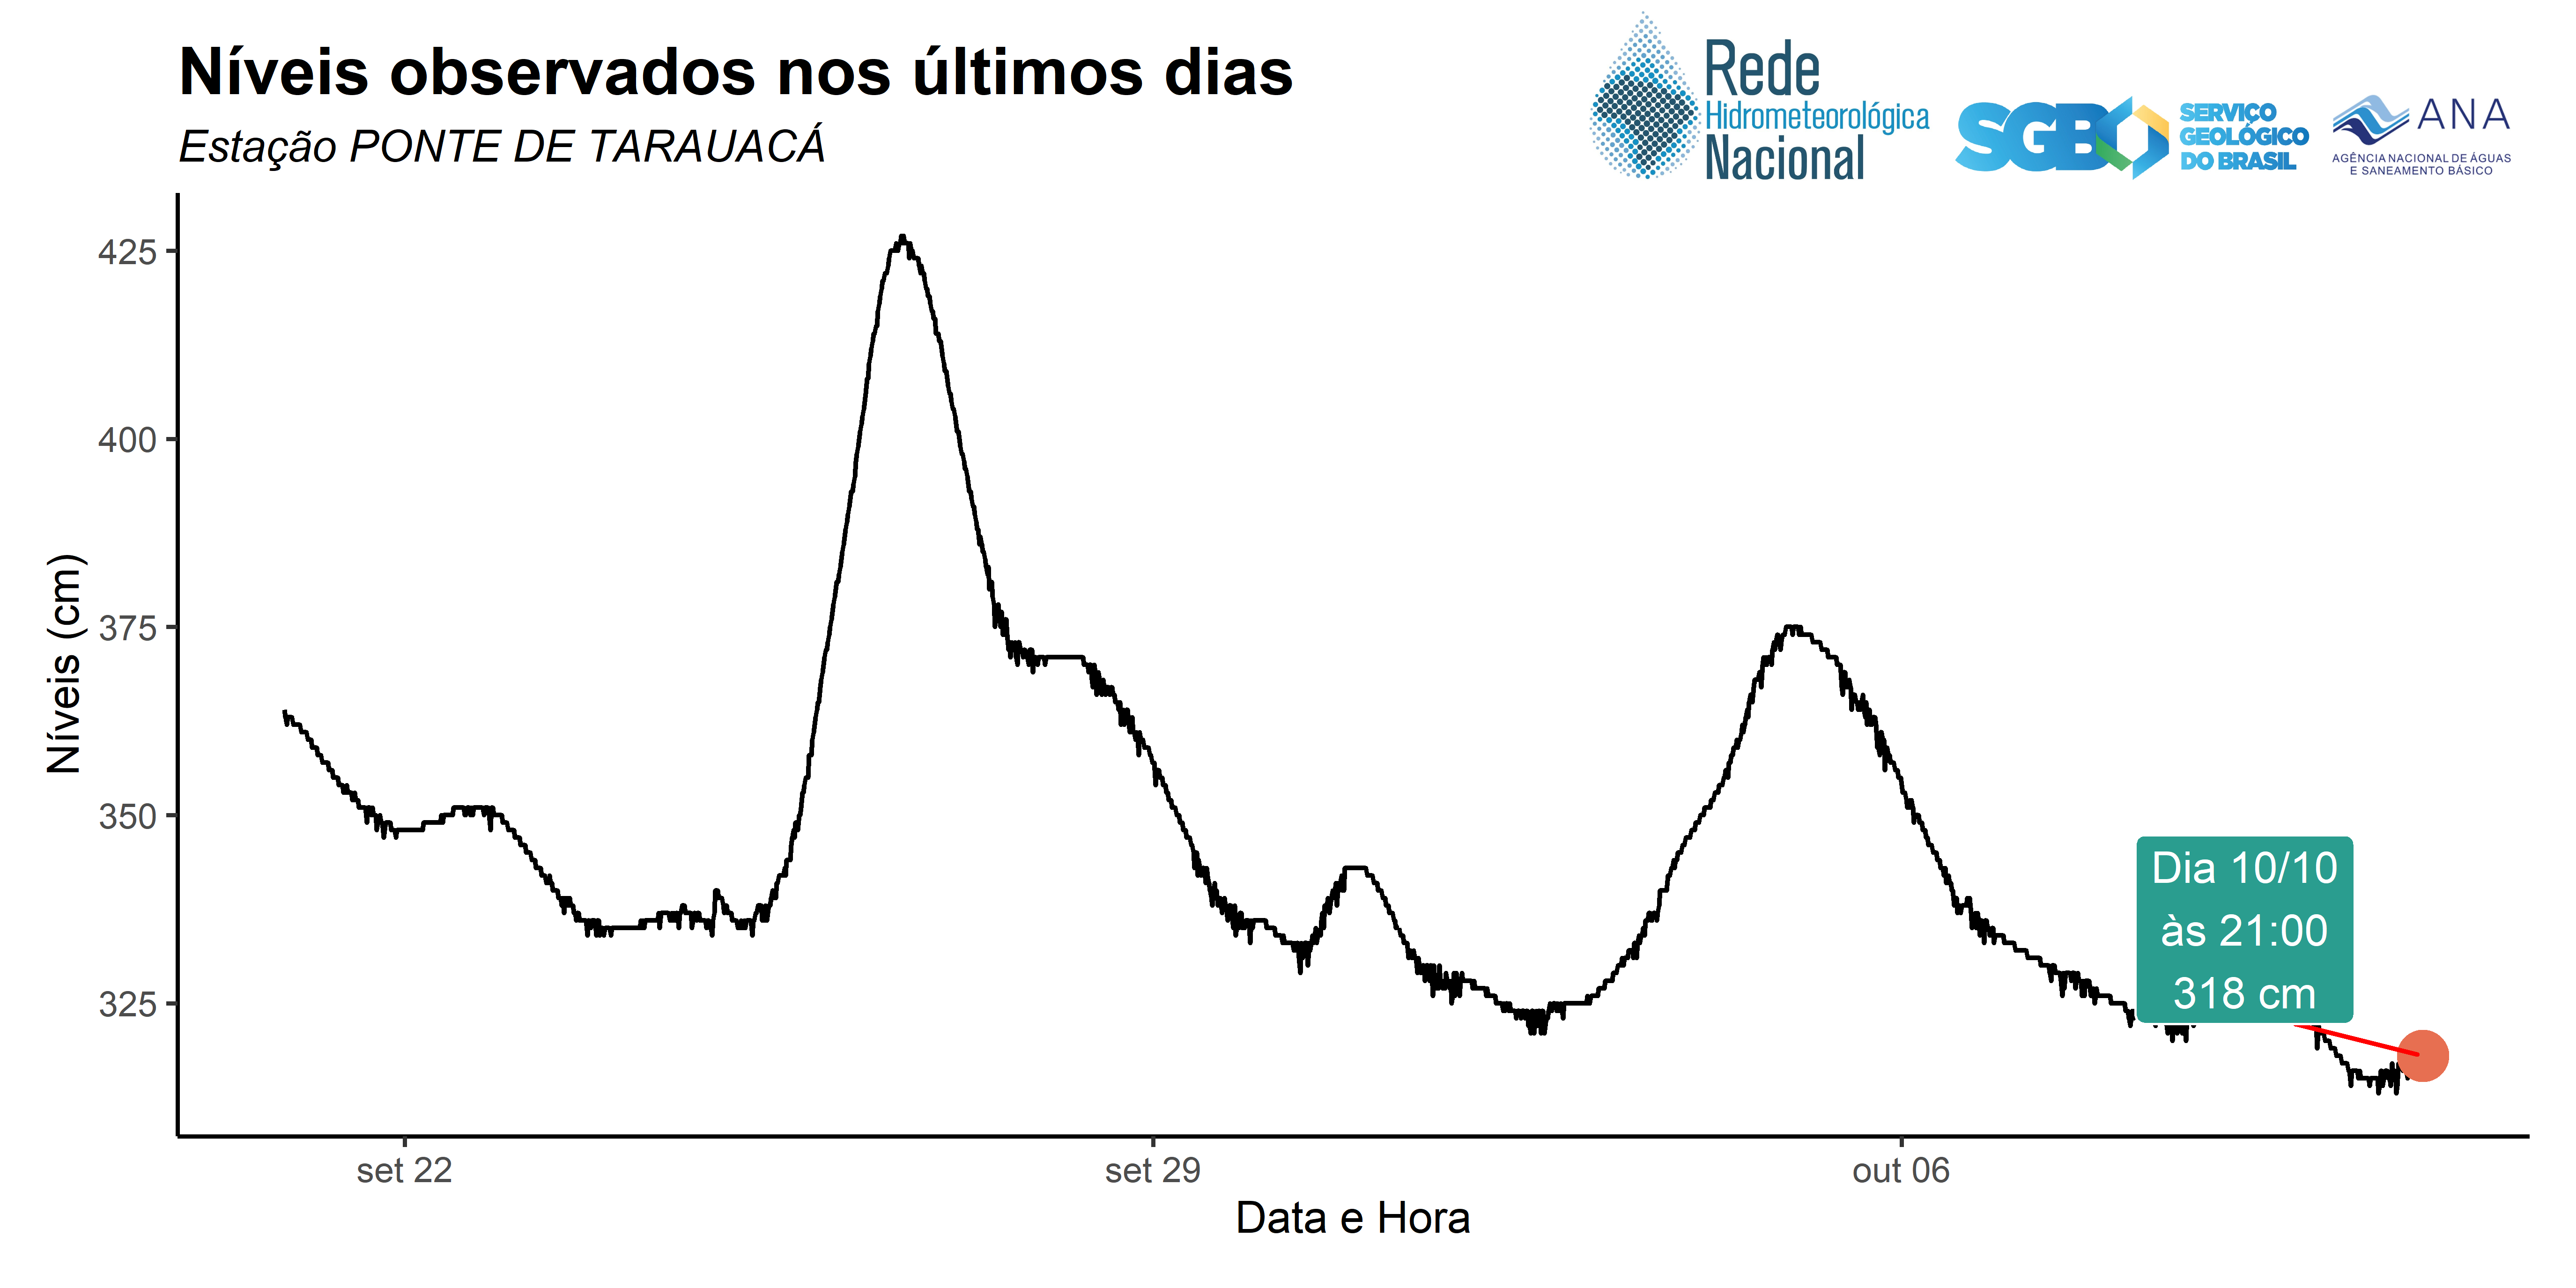 Níveis observados nos últimos dias
Estação PONTE DE TARAUACÁ
Rede
Hidrometeorológica
Nacional
SGB
SERVIÇO
GEOLÓGICO
DO BRASIL
ANA
AGÊNCIA NACIONAL DE ÁGUAS
E SANEAMENTO BÁSICO
Níveis (cm)
425
400
375
350
325
Dia 10/10
às 21:00
318 cm
set 22
set 29
out 06
Data e Hora